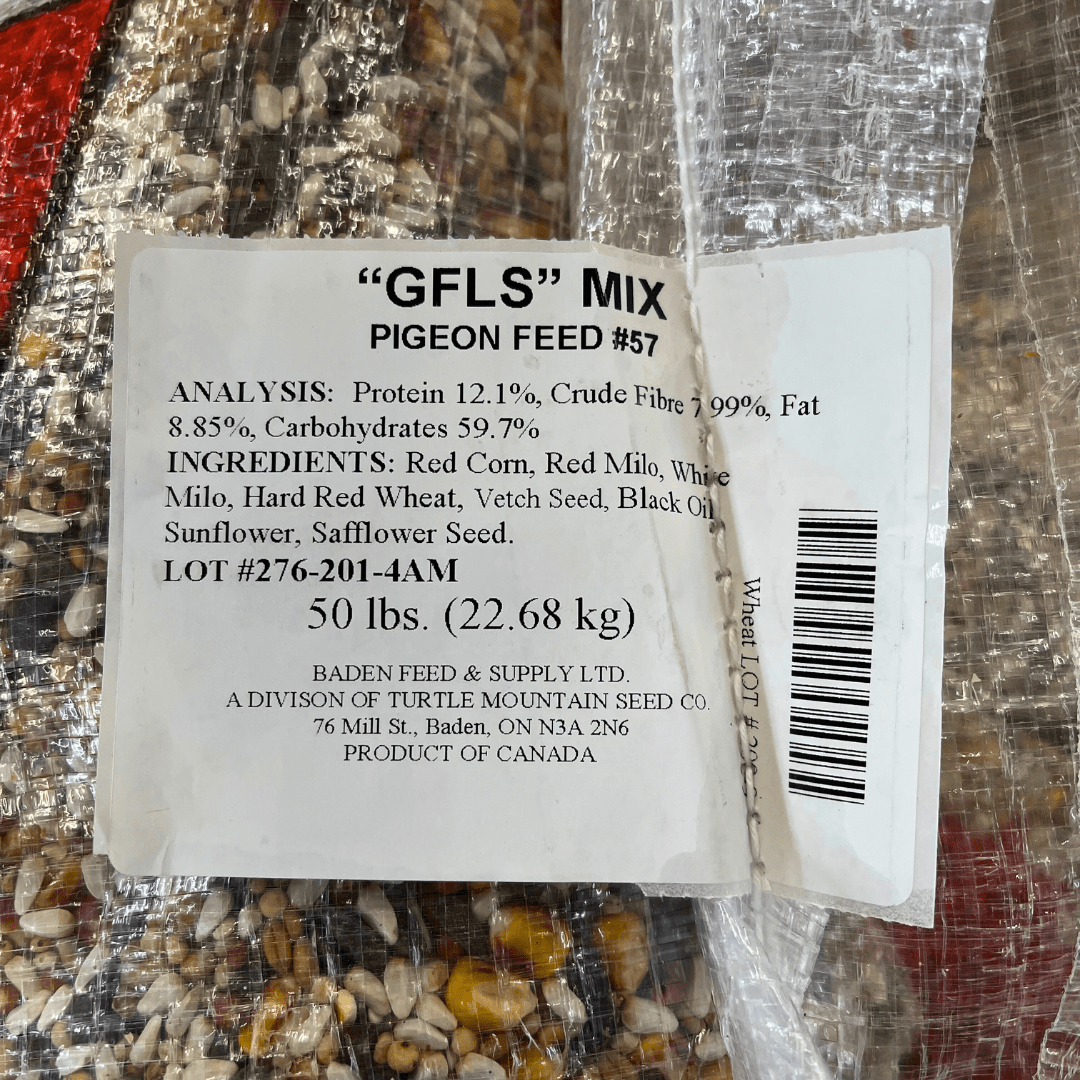 “GFLS” MIX
PIGEON FEED #57
ANALYSIS: Protein 12.1%, Crude Fibre 7.99%, Fat
8.85%, Carbohydrates 59.7%
INGREDIENTS: Red Corn, Red Milo, White
Milo, Hard Red Wheat, Vetch Seed, Black Oil
Sunflower, Safflower Seed.
LOT #276-201-4AM
50 lbs. (22.68 kg)
BADEN FEED & SUPPLY LTD.
A DIVISON OF TURTLE MOUNTAIN SEED CO.
76 Mill St., Baden, ON N3A 2N6
PRODUCT OF CANADA
Wheat LOT